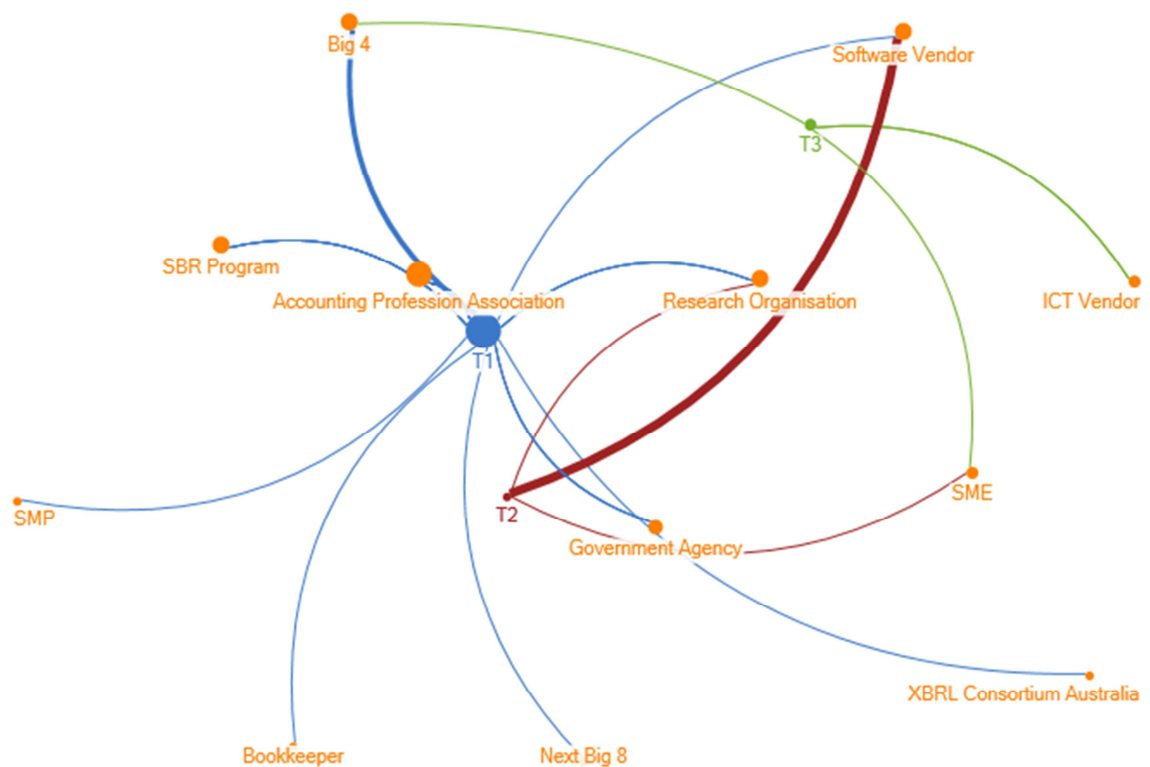 Big 4
Software Vendor
T3
SBR Program
Accounting Profession Association
Research Organisation
ICT Vendor
T1
SMP
T2
SME
Government Agency
XBRL Consortium Australia
Bookkeeper
Next Big 8